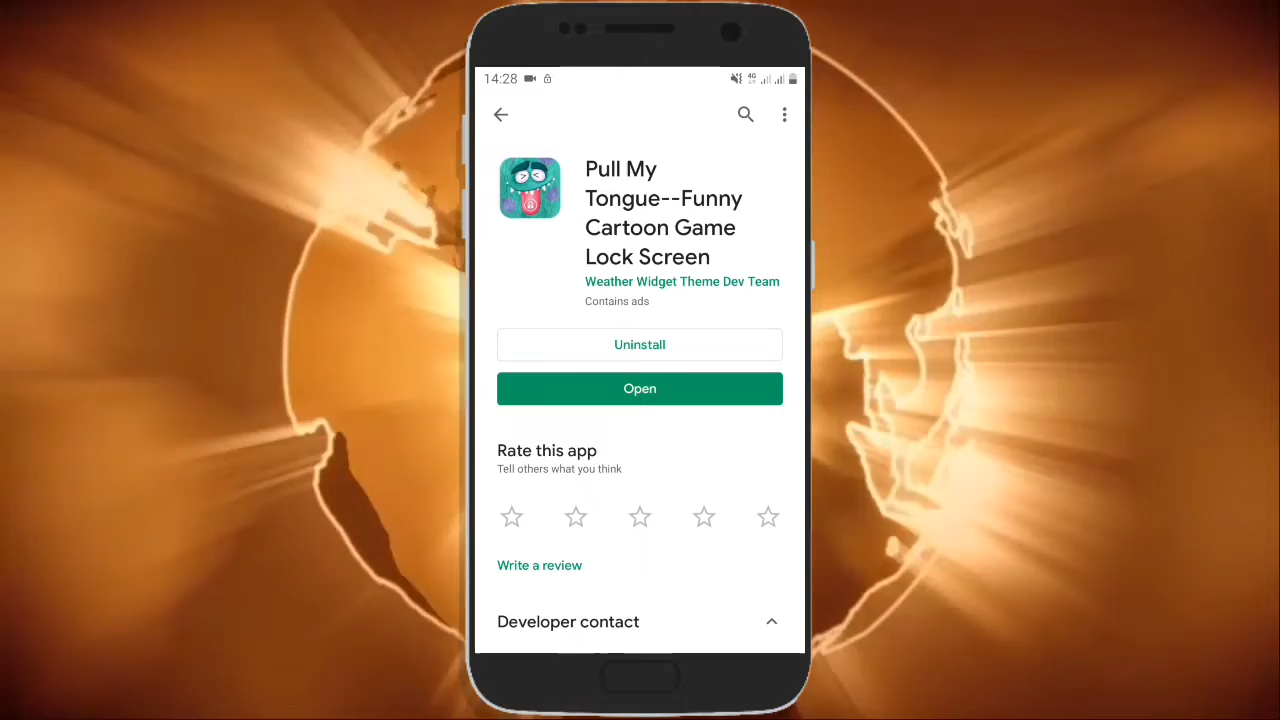 14:28
4G
Pull My
Tongue--Funny
Cartoon Game
Lock Screen
Weather Widget Theme Dev Team
Contains ads
Uninstall
Open
Rate this app
Tell others what you think
Write a review
Developer contact